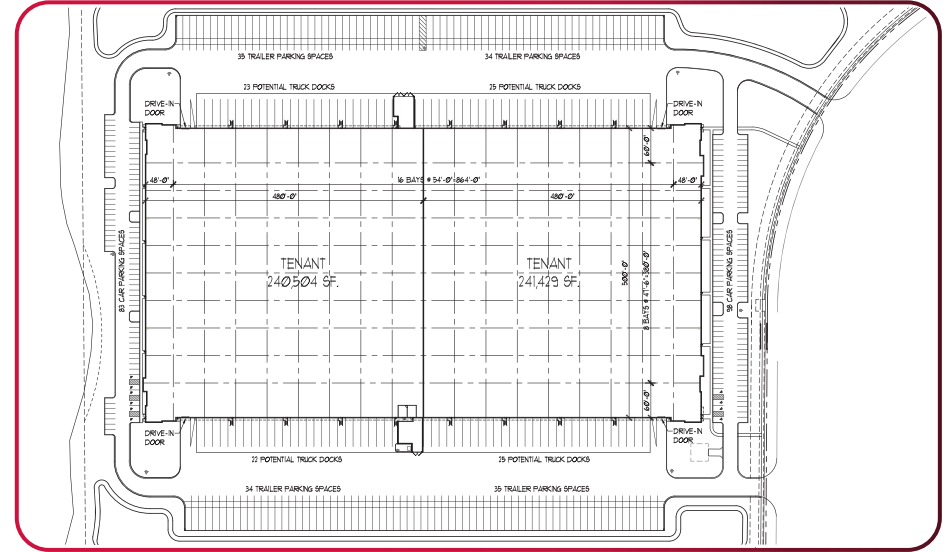 35 TRAILER PARKING SPACES
34 TRAILER PARKING SPACES
23 POTENTIAL TRUCK DOCKS
25 POTENTIAL TRUCK DOCKS
DRIVE-IN
DOOR
DRIVE-IN
DOOR
60'-0"
48'-0"
16 BAYS @ 54'-0"=864'-0"
48'-0"
480'-0"
480'-0"
83 CAR PARKING SPACES
TENANT
240,504 SF.
TENANT
241,429 SF.
500'-0"
8 BAYS @ 47'-6"=380'-0"
98 CAR PARKING SPACES
60'-0"
DRIVE-IN
DOOR
DRIVE-IN
DOOR
22 POTENTIAL TRUCK DOCKS
25 POTENTIAL TRUCK DOCKS
34 TRAILER PARKING SPACES
35 TRAILER PARKING SPACES